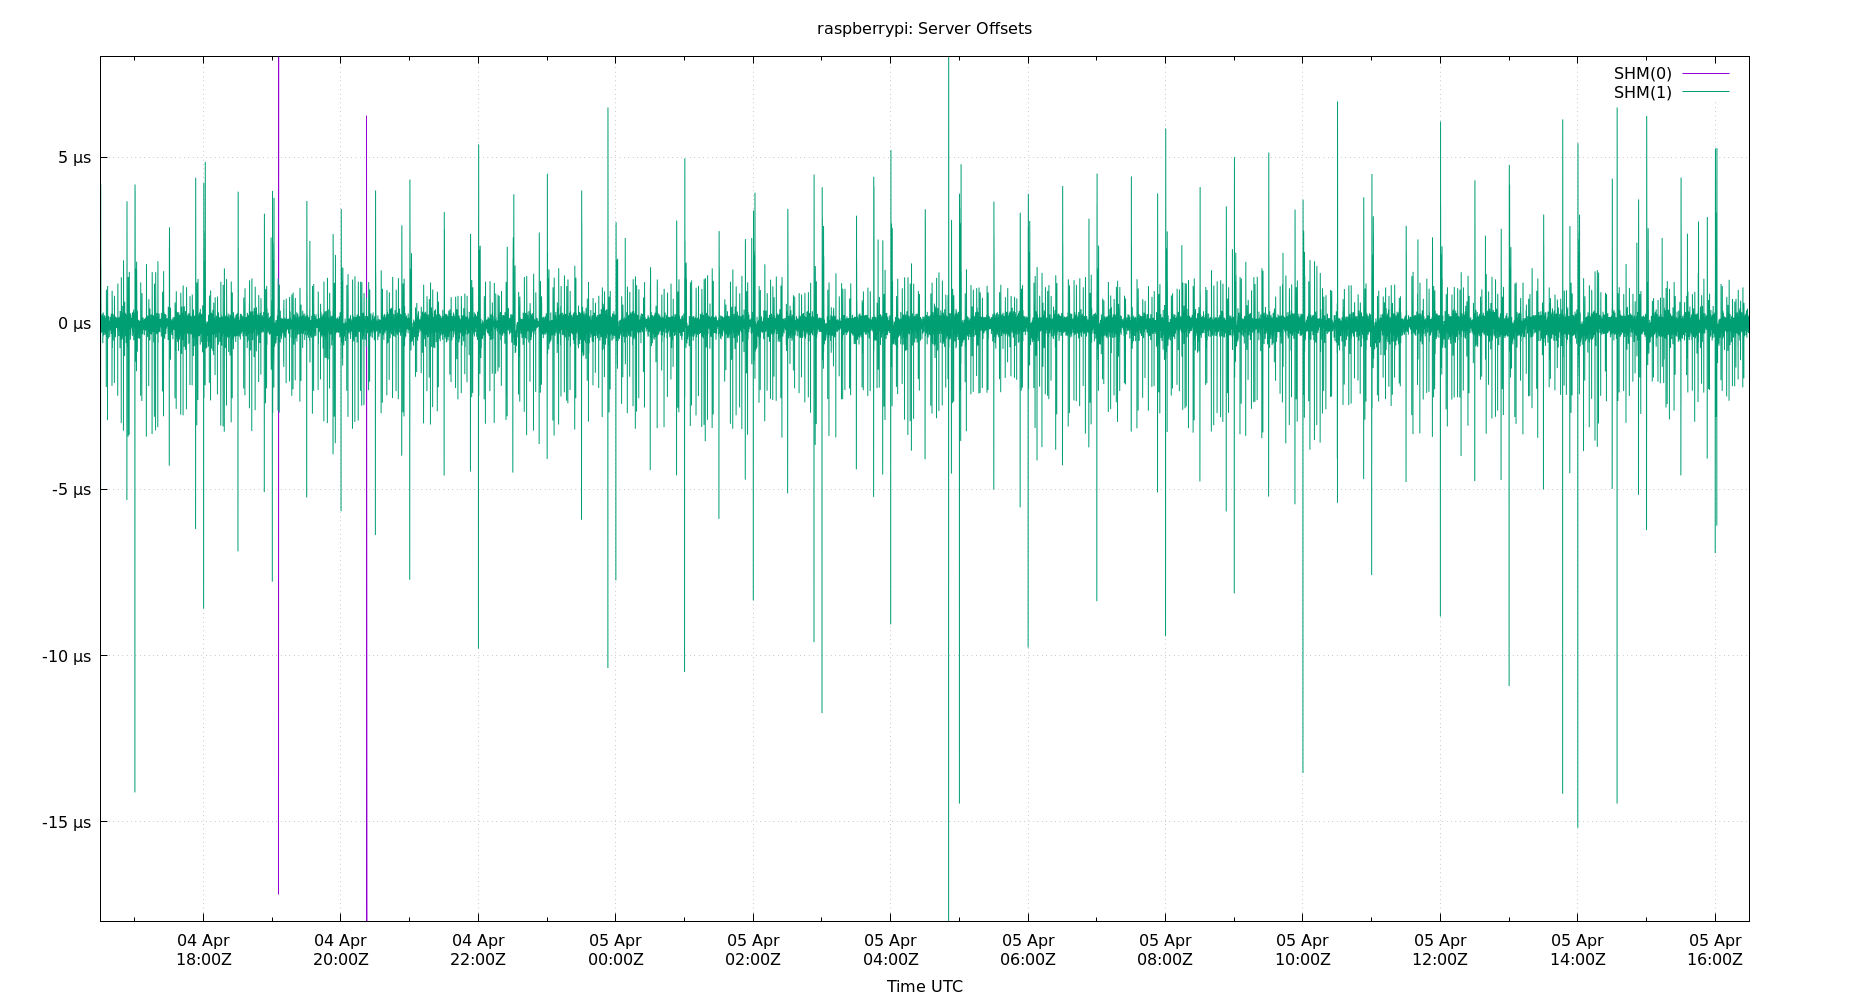 raspberrypi: Server Offsets
SHM(0)
SHM(1)
5 µs
0 µs
-5 µs
-10 µs
-15 µs
04 Apr 04 Apr 04 Apr 05 Apr 05 Apr 05 Apr 05 Apr 05 Apr 05 Apr 05 Apr 05 Apr 05 Apr
18:00Z 20:00Z 22:00Z 00:00Z 02:00Z 04:00Z 06:00Z 08:00Z 10:00Z 12:00Z 14:00Z 16:00Z
Time UTC